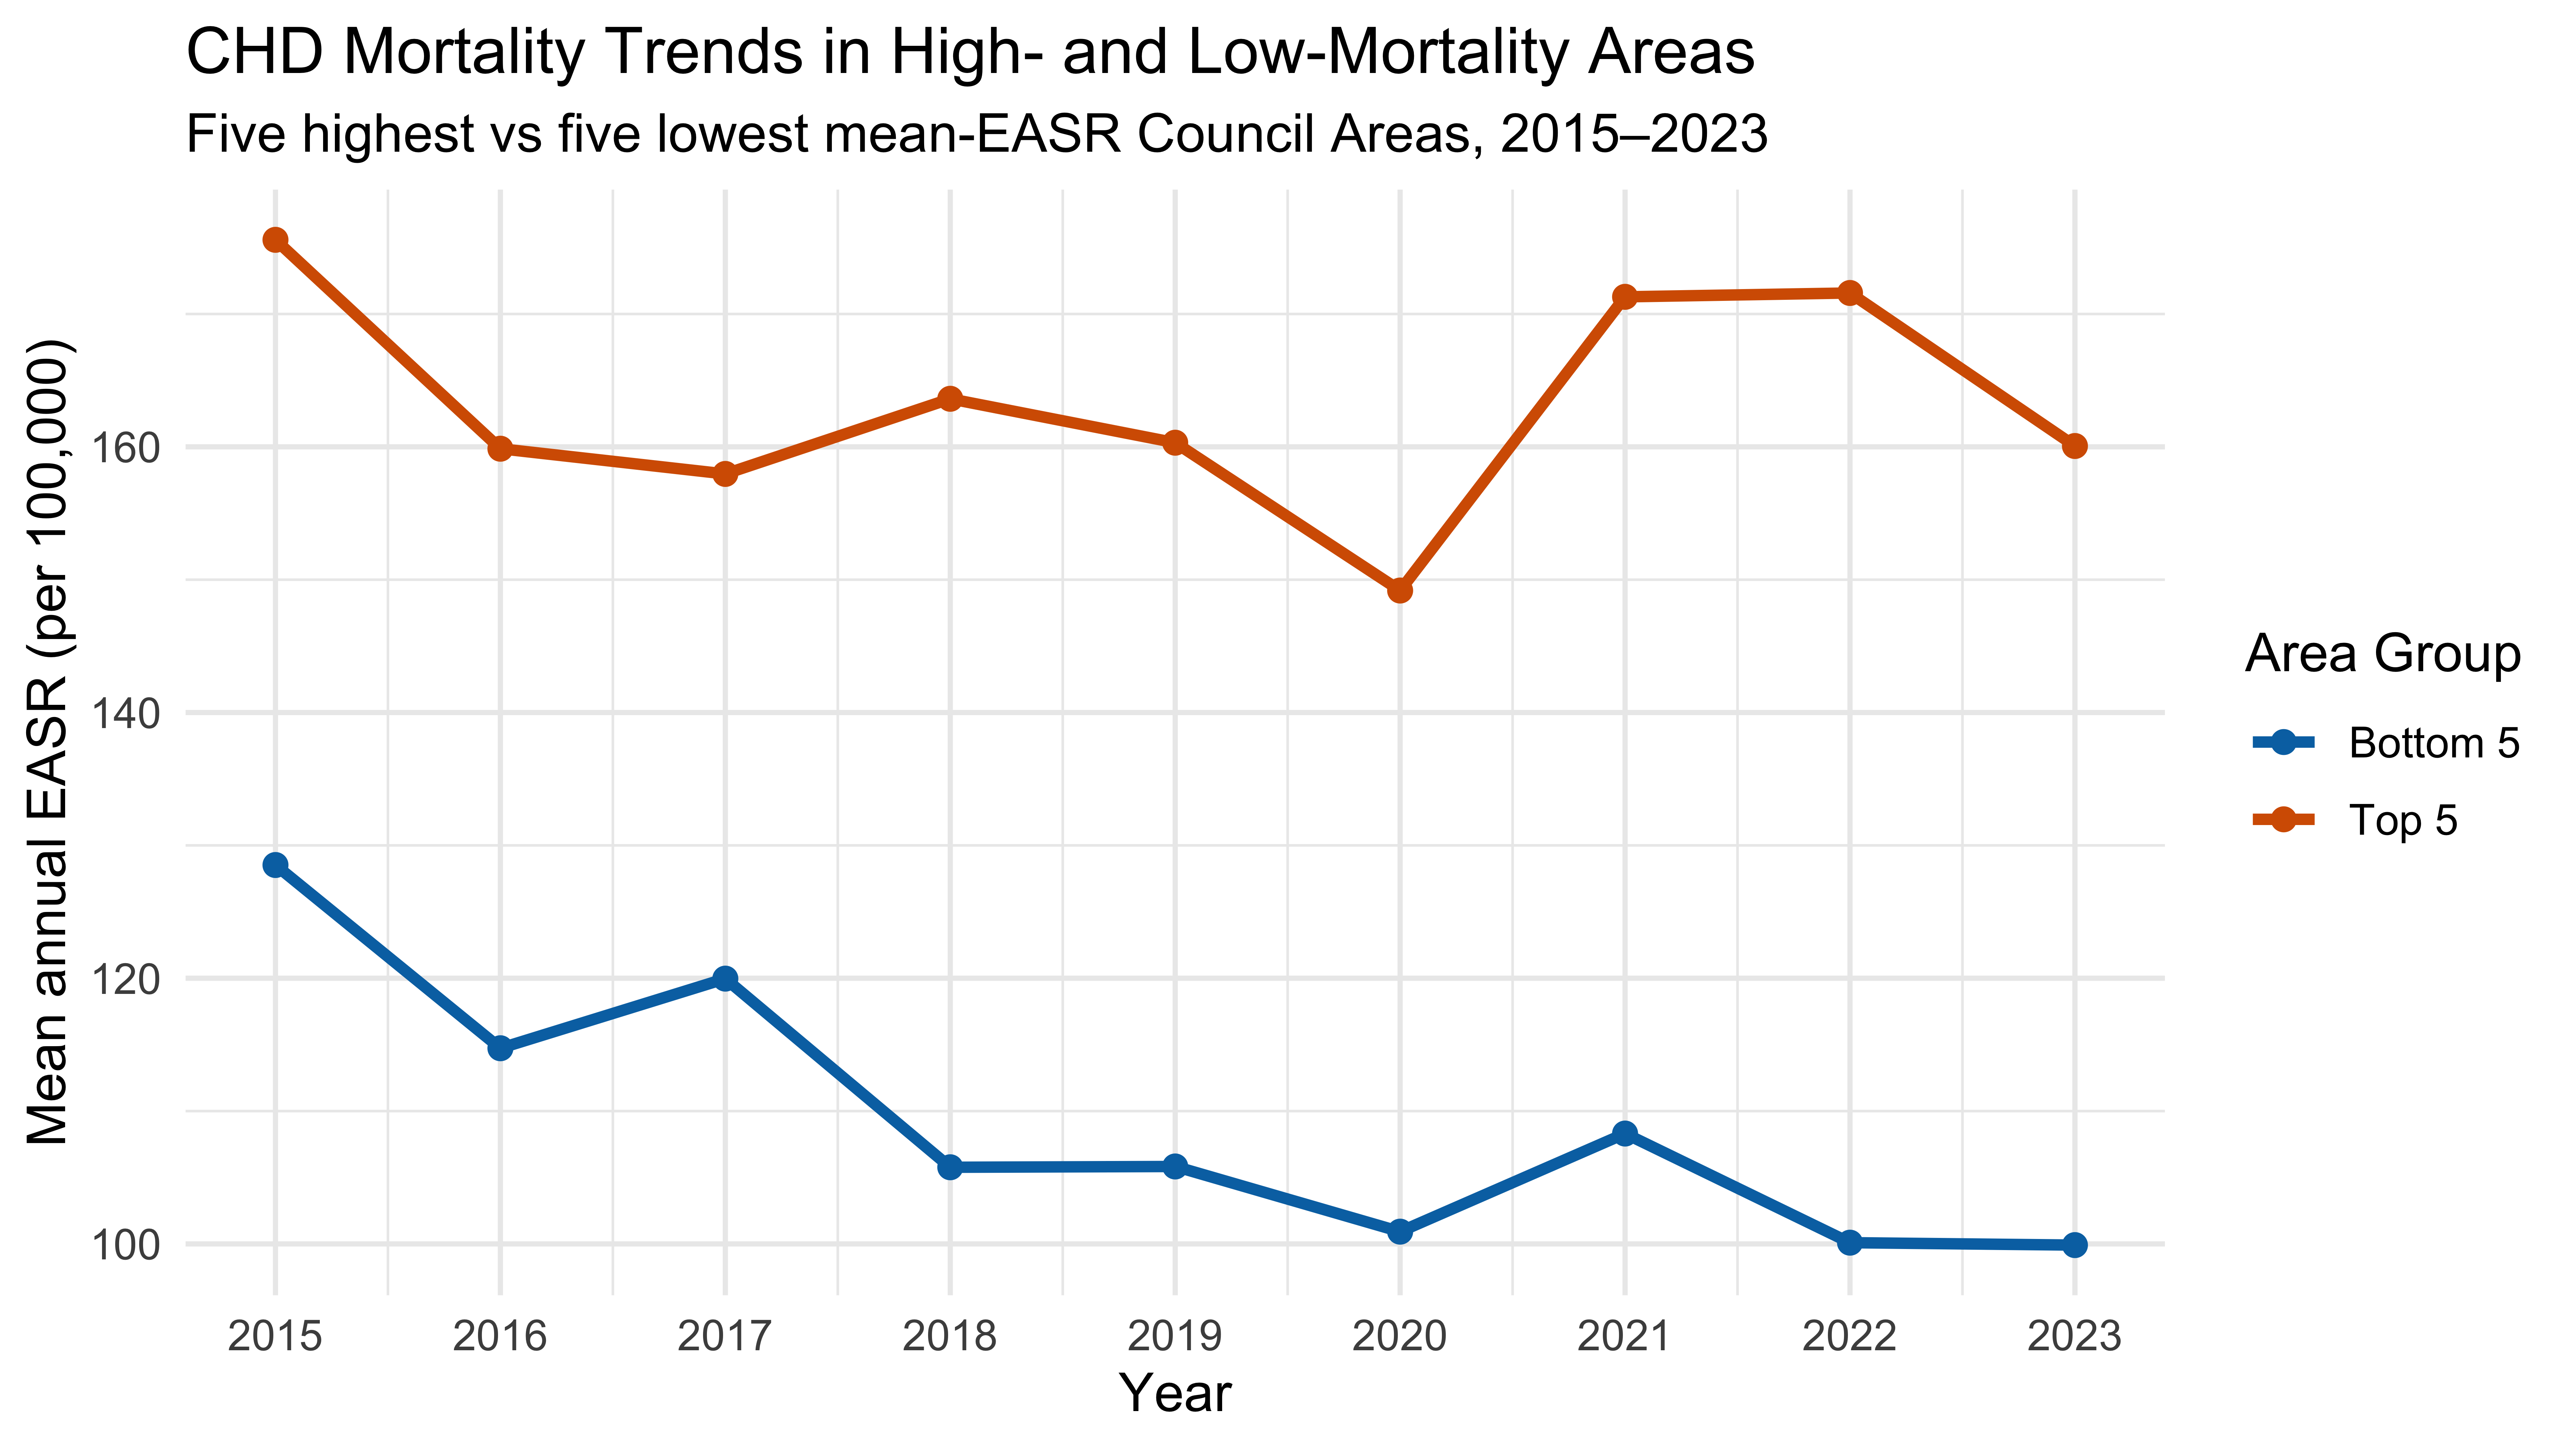 CHD Mortality Trends in High- and Low-Mortality Areas
Five highest vs five lowest mean-EASR Council Areas, 2015–2023
Mean annual EASR (per 100,000)
160
140
120
100
2015 2016 2017 2018 2019 2020 2021 2022 2023
Year
Area Group
Bottom 5
Top 5